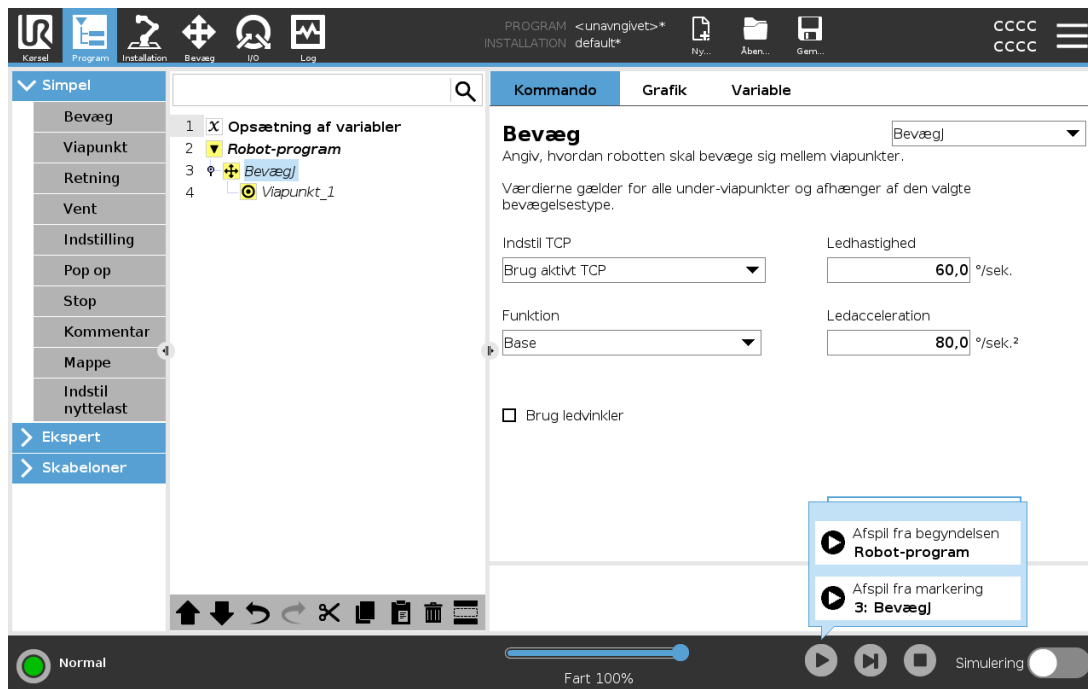 UR
PROGRAM <unavngivet>*
INSTALLATION default*
Kørsel
Program
Installation
Bevæg
I/O
Log
Ny...
Åben...
Gem...
CCCC
CCCC
Simpel
Bevæg
Viapunkt
Retning
Vent
Indstilling
Pop op
Stop
Kommentar
Mappe
Indstil
nyttelast
Ekspert
Skabeloner
1 X Opsætning af variabler
2 Robot-program
3 BevægJ
4 Viapunkt_1
Kommando
Grafik
Variable
Bevæg
BevægJ
Angiv, hvordan robotten skal bevæge sig mellem viapunkter.
Værdierne gælder for alle under-viapunkter og afhænger af den valgte
bevægelsestype.
Indstil TCP
Brug aktivt TCP
Ledhastighed
60,0 °/sek.
Funktion
Base
Ledacceleration
80,0 °/sek.²
Brug ledvinkler
Afspil fra begyndelsen
Robot-program
Afspil fra markering
3: BevægJ
Normal
Fart 100%
Simulering